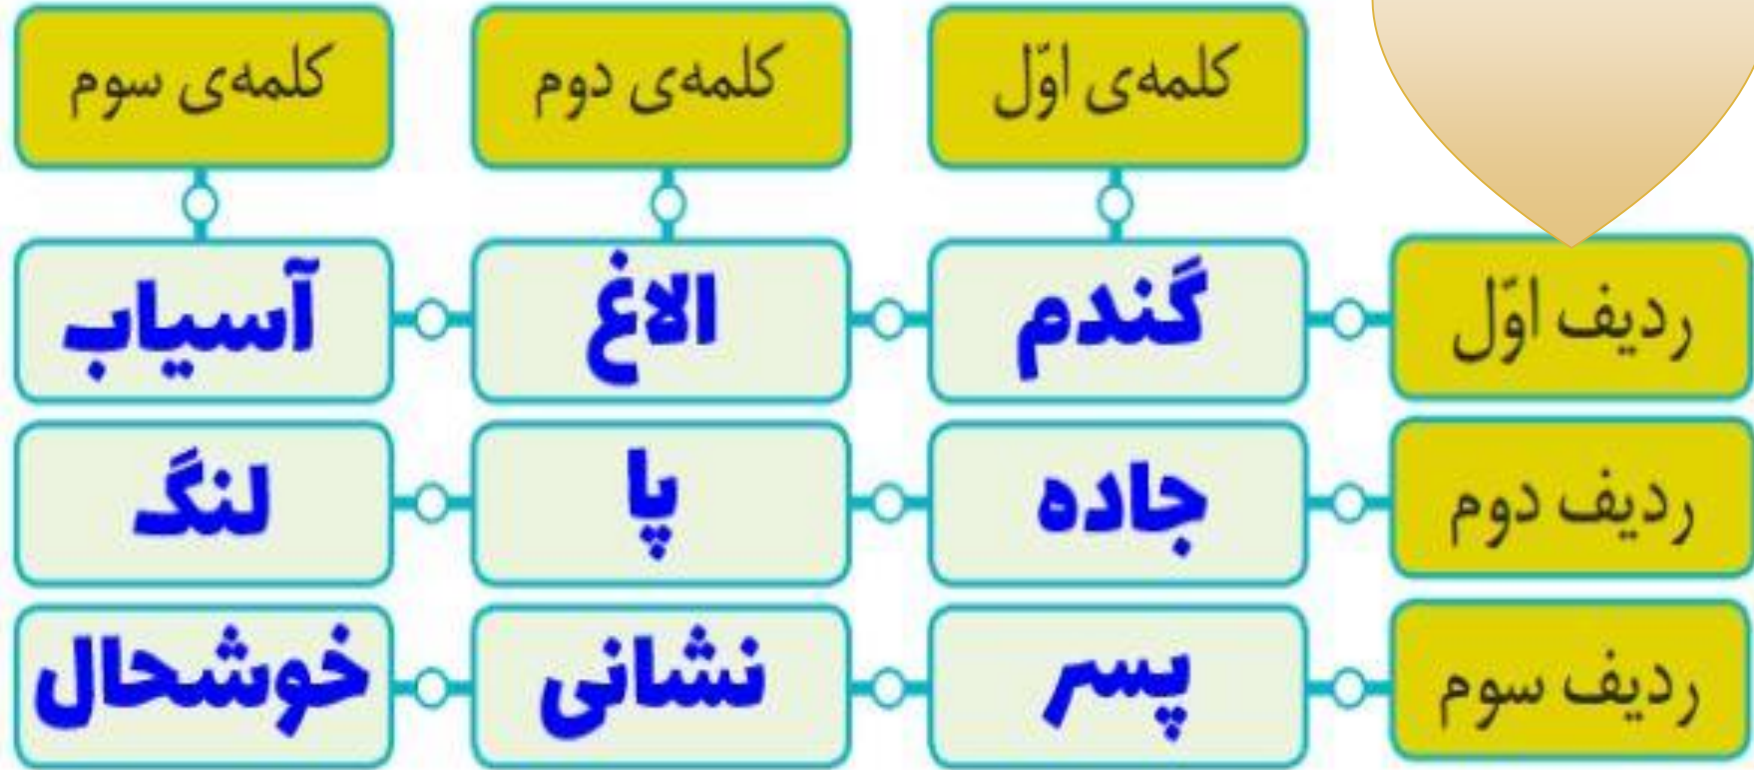 کلمه‌ی اوّل کلمه‌ی دوم کلمه‌ی سوم
ردیف اوّل گندم الاغ آسیاب
ردیف دوم جاده پا لنگ
ردیف سوم پسر نشانی خوشحال